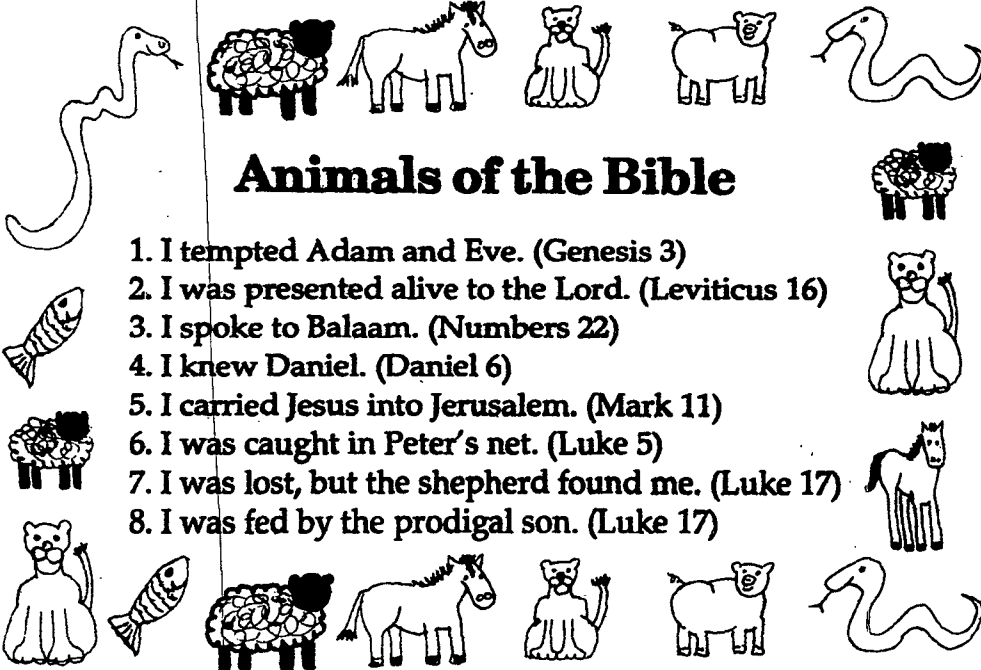 Animals of the Bible
1. I tempted Adam and Eve. (Genesis 3)
2. I was presented alive to the Lord. (Leviticus 16)
3. I spoke to Balaam. (Numbers 22)
4. I knew Daniel. (Daniel 6)
5. I carried Jesus into Jerusalem. (Mark 11)
6. I was caught in Peter's net. (Luke 5)
7. I was lost, but the shepherd found me. (Luke 17)
8. I was fed by the prodigal son. (Luke 17)